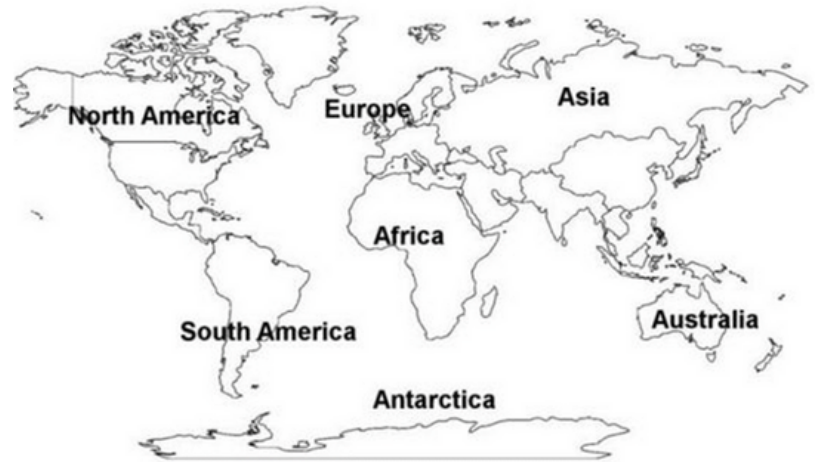 Asia
Europe
North America
Africa
Australia
South America
Antarctica